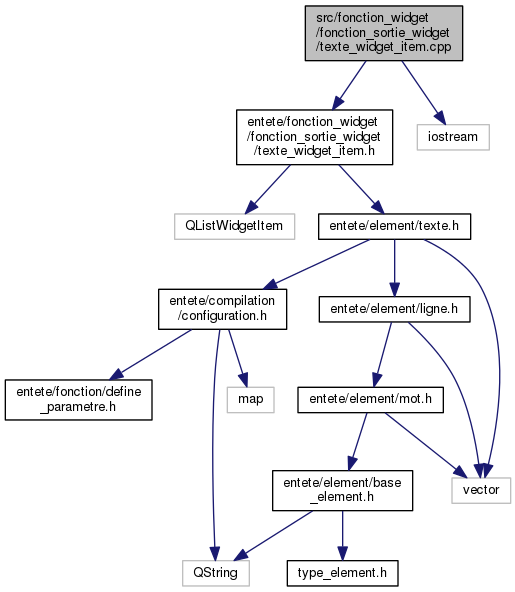 src/fonction_widget
/fonction_sortie_widget
/texte_widget_item.cpp
entete/fonction_widget
/fonction_sortie_widget
/texte_widget_item.h
iostream
QListWidgetItem
entete/element/texte.h
entete/compilation
/configuration.h
entete/element/ligne.h
entete/fonction/define
_parametre.h
map
entete/element/mot.h
entete/element/base
_element.h
vector
QString
type_element.h